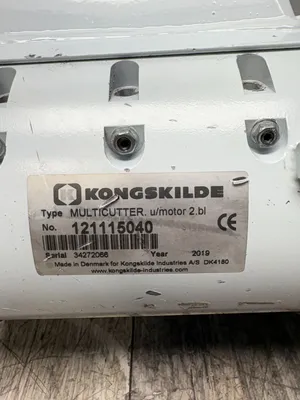 KONGSKILDE
Type MULTICUTTER. u/motor 2.bl
No. 121115040
Serial 34272066 Year 2019
Made in Denmark for Kongskilde Industries A/S DK4180
www.kongskilde-industries.com
CE